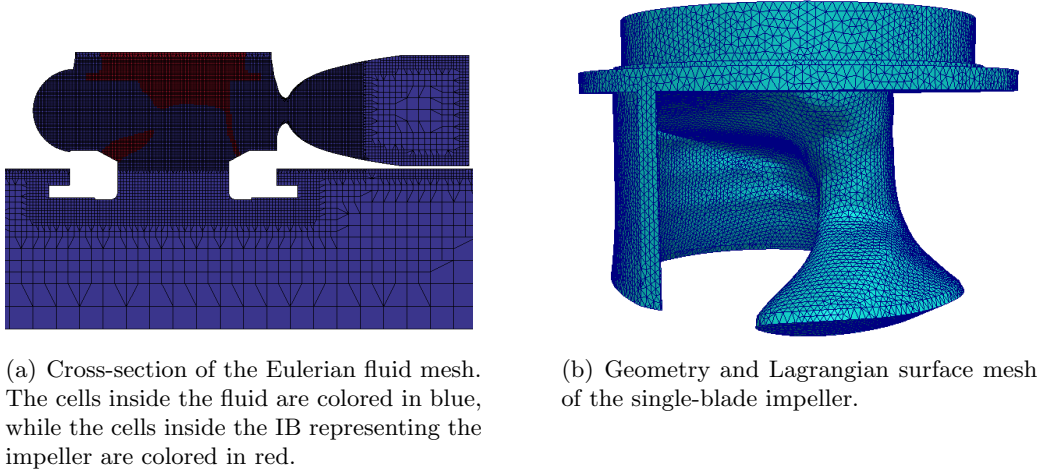 (a) Cross-section of the Eulerian fluid mesh.
The cells inside the fluid are colored in blue,
while the cells inside the IB representing the
impeller are colored in red.
(b) Geometry and Lagrangian surface mesh
of the single-blade impeller.